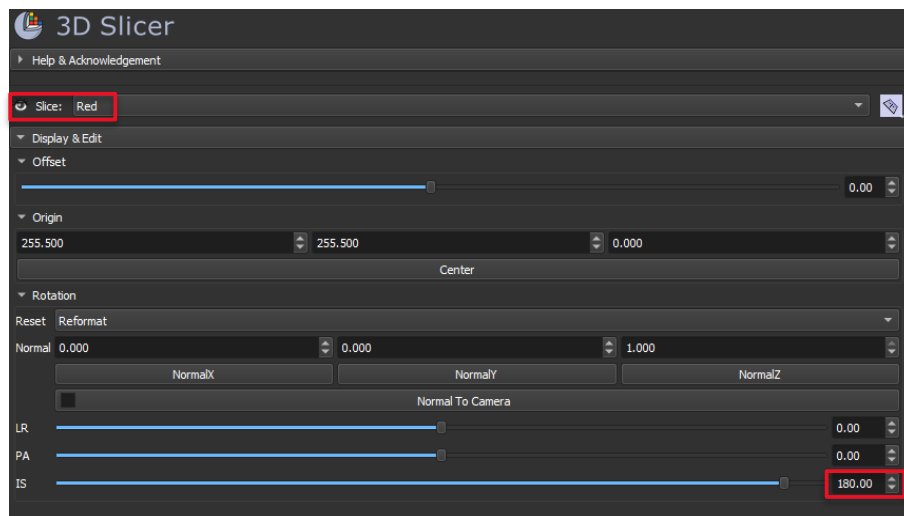 3D Slicer
Help & Acknowledgement
Slice: Red
Display & Edit
Offset
0.00
Origin
255.500 255.500 0.000
Center
Rotation
Reset Reformat
Normal 0.000 0.000 1.000
NormalX NormalY NormalZ
Normal To Camera
LR 0.00
PA 0.00
IS 180.00